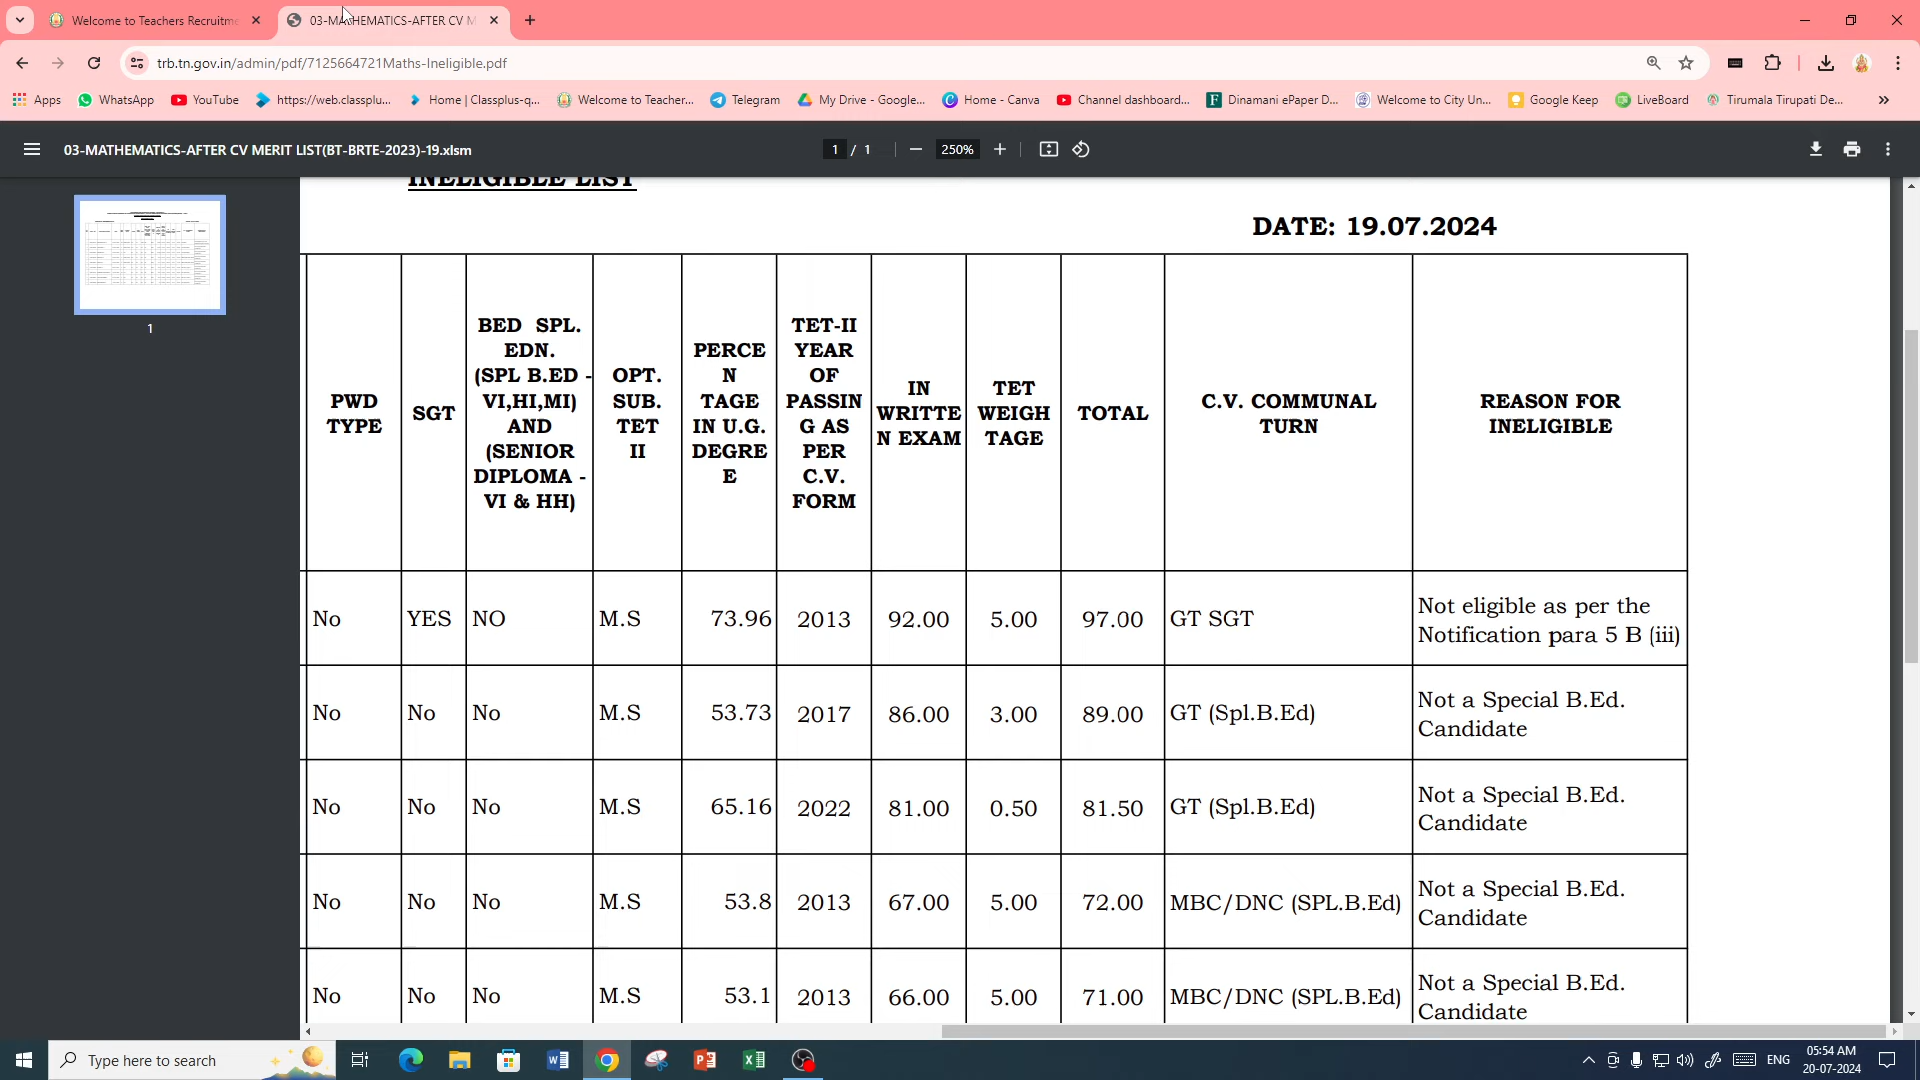 Welcome to Teachers Recruitme
03-MATHEMATICS-AFTER CV M
trb.tn.gov.in/admin/pdf/7125664721Maths-Ineligible.pdf
Apps WhatsApp YouTube https://web.classplu... Home | Classplus-q... Welcome to Teacher... Telegram My Drive - Google... Home - Canva Channel dashboard... Dinamani ePaper D... Welcome to City Un... Google Keep LiveBoard Tirumala Tirupati De... »
03-MATHEMATICS-AFTER CV MERIT LIST(BT-BRTE-2023)-19.xlsm
1 / 1
250%
1
INELIGIBLE LIST
DATE: 19.07.2024
PWD
TYPE
SGT
BED SPL.
EDN.
(SPL B.ED -
VI,HI,MI)
AND
(SENIOR
DIPLOMA -
VI & HH)
OPT.
SUB.
TET
II
PERCE
N
TAGE
IN U.G.
DEGRE
E
TET-II
YEAR
OF
PASSIN
G AS
PER
C.V.
FORM
IN
WRITTE
N EXAM
TET
WEIGH
TAGE
TOTAL
C.V. COMMUNAL
TURN
REASON FOR
INELIGIBLE
No YES NO M.S 73.96 2013 92.00 5.00 97.00 GT SGT
Not eligible as per the
Notification para 5 B (iii)
No No No M.S 53.73 2017 86.00 3.00 89.00 GT (Spl.B.Ed)
Not a Special B.Ed.
Candidate
No No No M.S 65.16 2022 81.00 0.50 81.50 GT (Spl.B.Ed)
Not a Special B.Ed.
Candidate
No No No M.S 53.8 2013 67.00 5.00 72.00 MBC/DNC (SPL.B.Ed)
Not a Special B.Ed.
Candidate
No No No M.S 53.1 2013 66.00 5.00 71.00 MBC/DNC (SPL.B.Ed)
Not a Special B.Ed.
Candidate
Type here to search
ENG
05:54 AM
20-07-2024